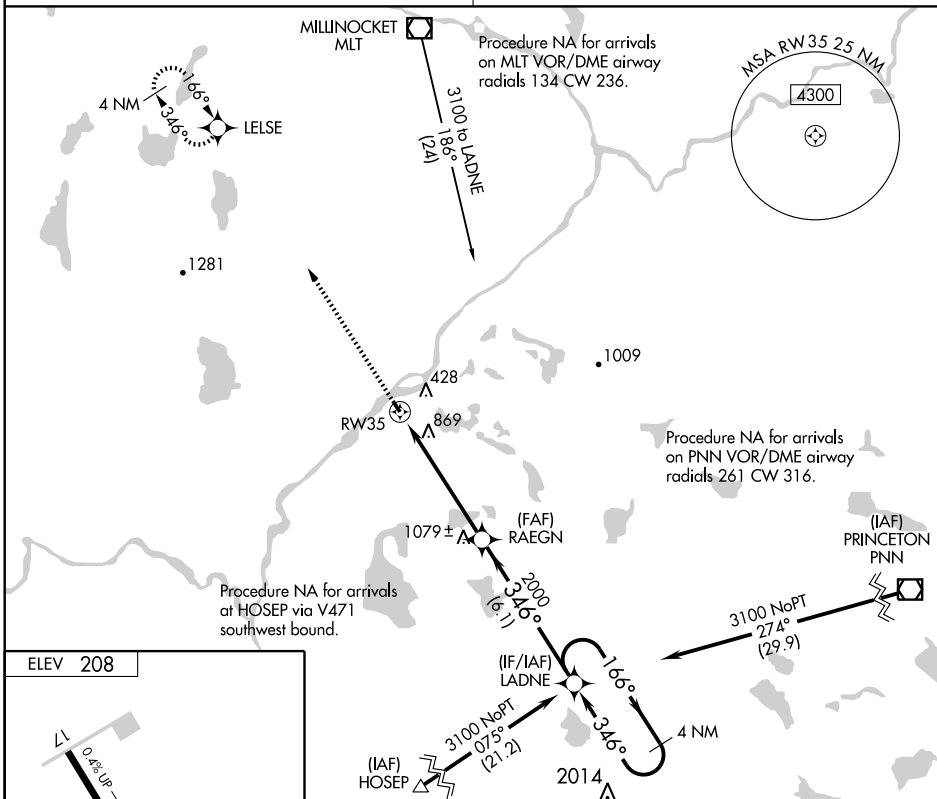 MILLINOCKET
MLT
Procedure NA for arrivals
on MLT VOR/DME airway
radials 134 CW 236.
MSA RW35 25 NM
4300
4 NM
166°
346°
LELSE
3100 to LADNE
186°
(24)
1281
1009
428
RW35
869
Procedure NA for arrivals
on PNN VOR/DME airway
radials 261 CW 316.
(FAF)
RAEGN
1079±
(IAF)
PRINCETON
PNN
2000
346°
(6.1)
Procedure NA for arrivals
at HOSEP via V471
southwest bound.
3100 NoPT
274°
(29.9)
ELEV 208
(IF/IAF)
LADNE
166°
346°
4 NM
3100 NoPT
075°
(21.2)
(IAF)
HOSEP
2014
17
0.4% UP